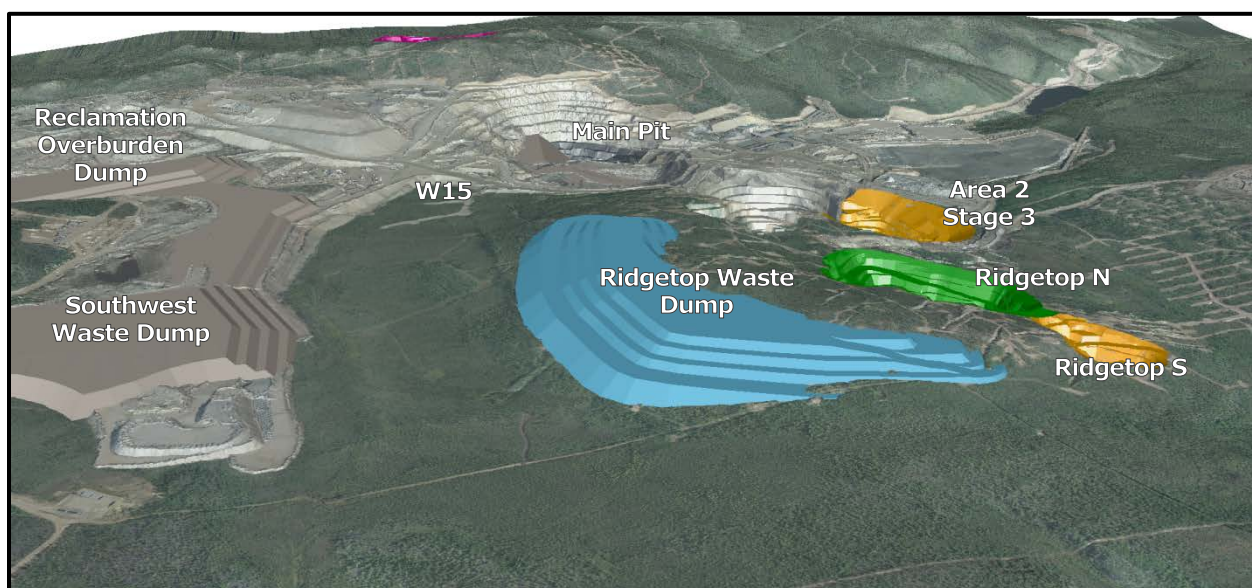 Reclamation
Overburden
Dump
Main Pit
W15
Area 2
Stage 3
Ridgetop Waste
Dump
Ridgetop N
Southwest
Waste Dump
Ridgetop S